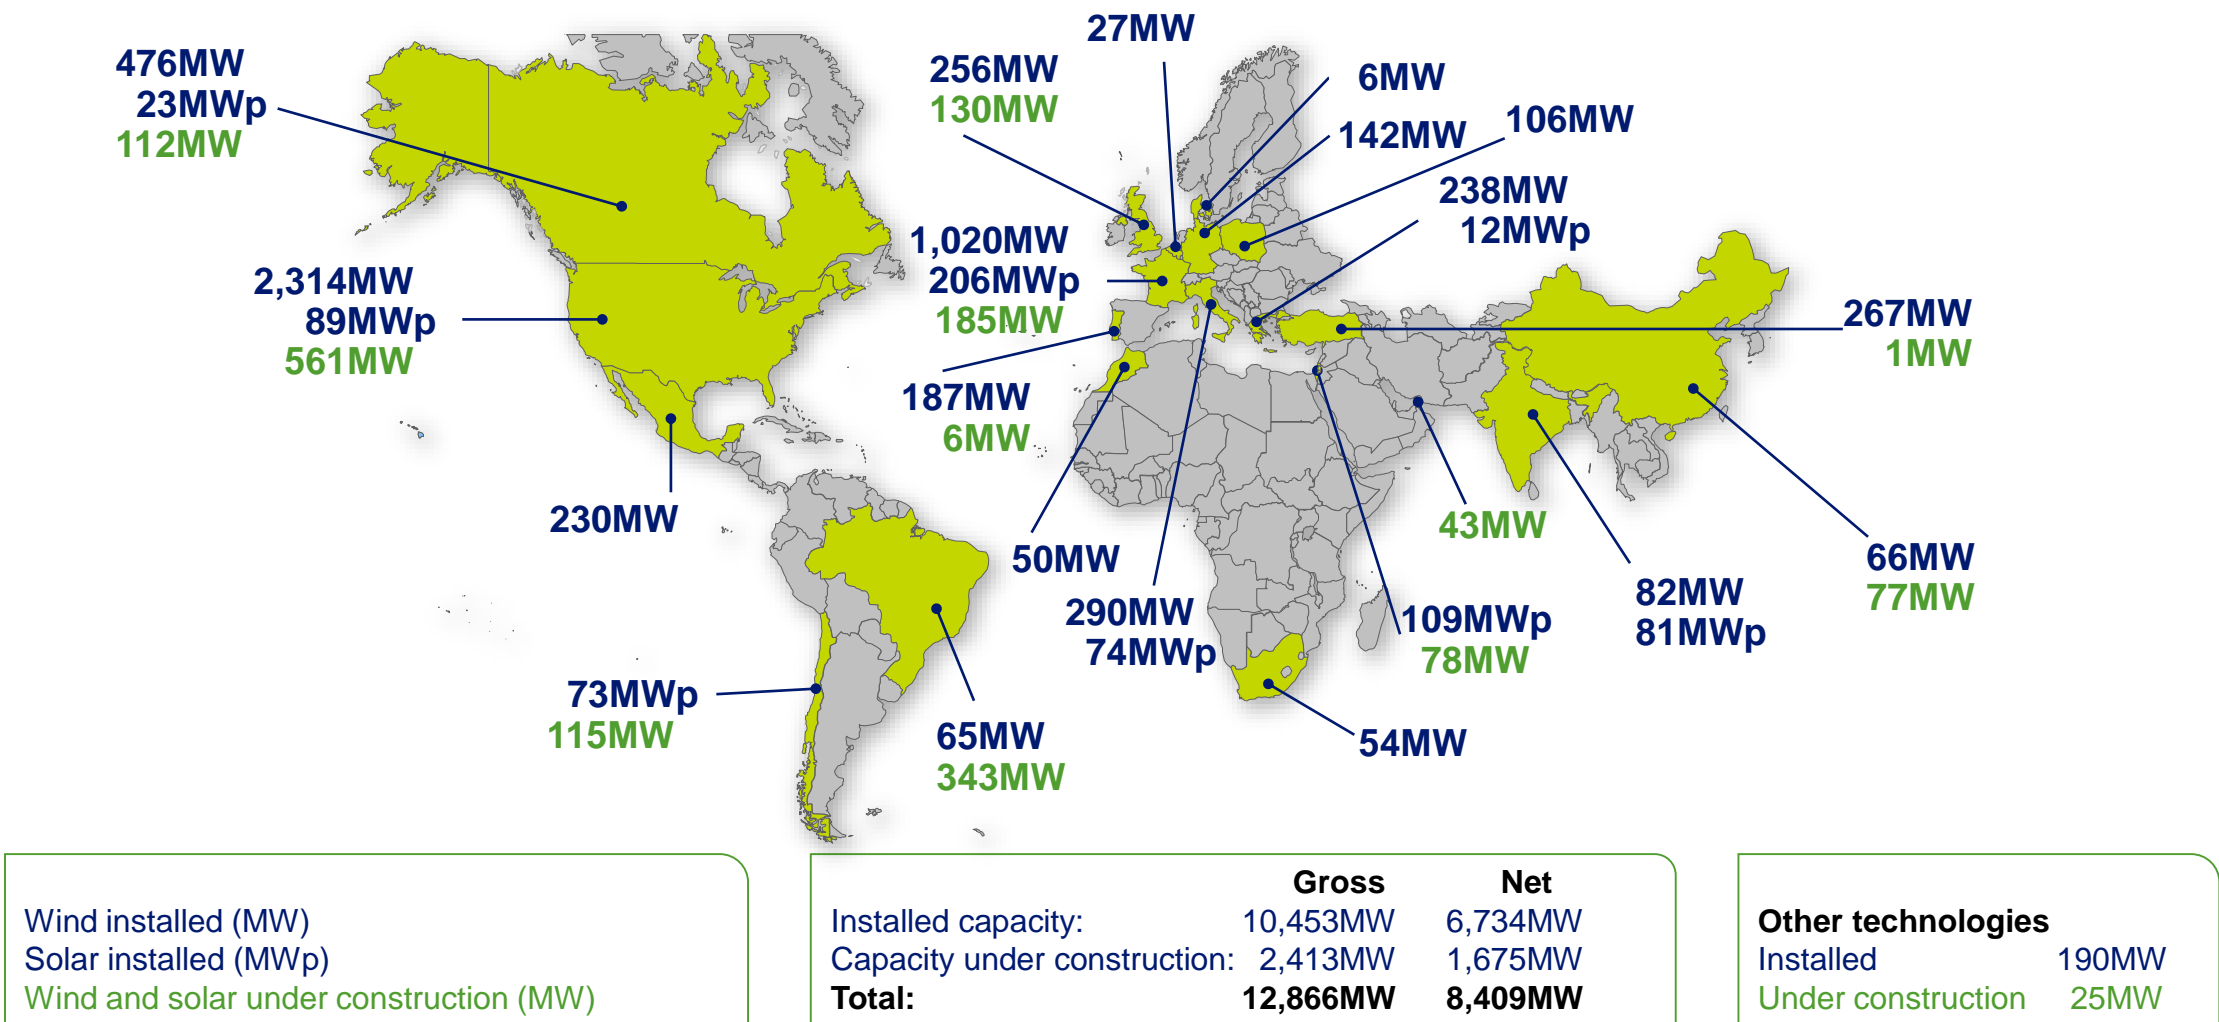 27MW
476MW
23MWp
112MW
256MW
130MW
6MW
142MW
106MW
238MW
12MWp
1,020MW
206MWp
185MW
2,314MW
89MWp
561MW
267MW
1MW
187MW
6MW
230MW
50MW
43MW
66MW
77MW
290MW
74MWp
109MWp
78MW
82MW
81MWp
73MWp
115MW
65MW
343MW
54MW
Wind installed (MW)
Solar installed (MWp)
Wind and solar under construction (MW)
Gross Net
Installed capacity: 10,453MW 6,734MW
Capacity under construction: 2,413MW 1,675MW
Total: 12,866MW 8,409MW
Other technologies
Installed 190MW
Under construction 25MW